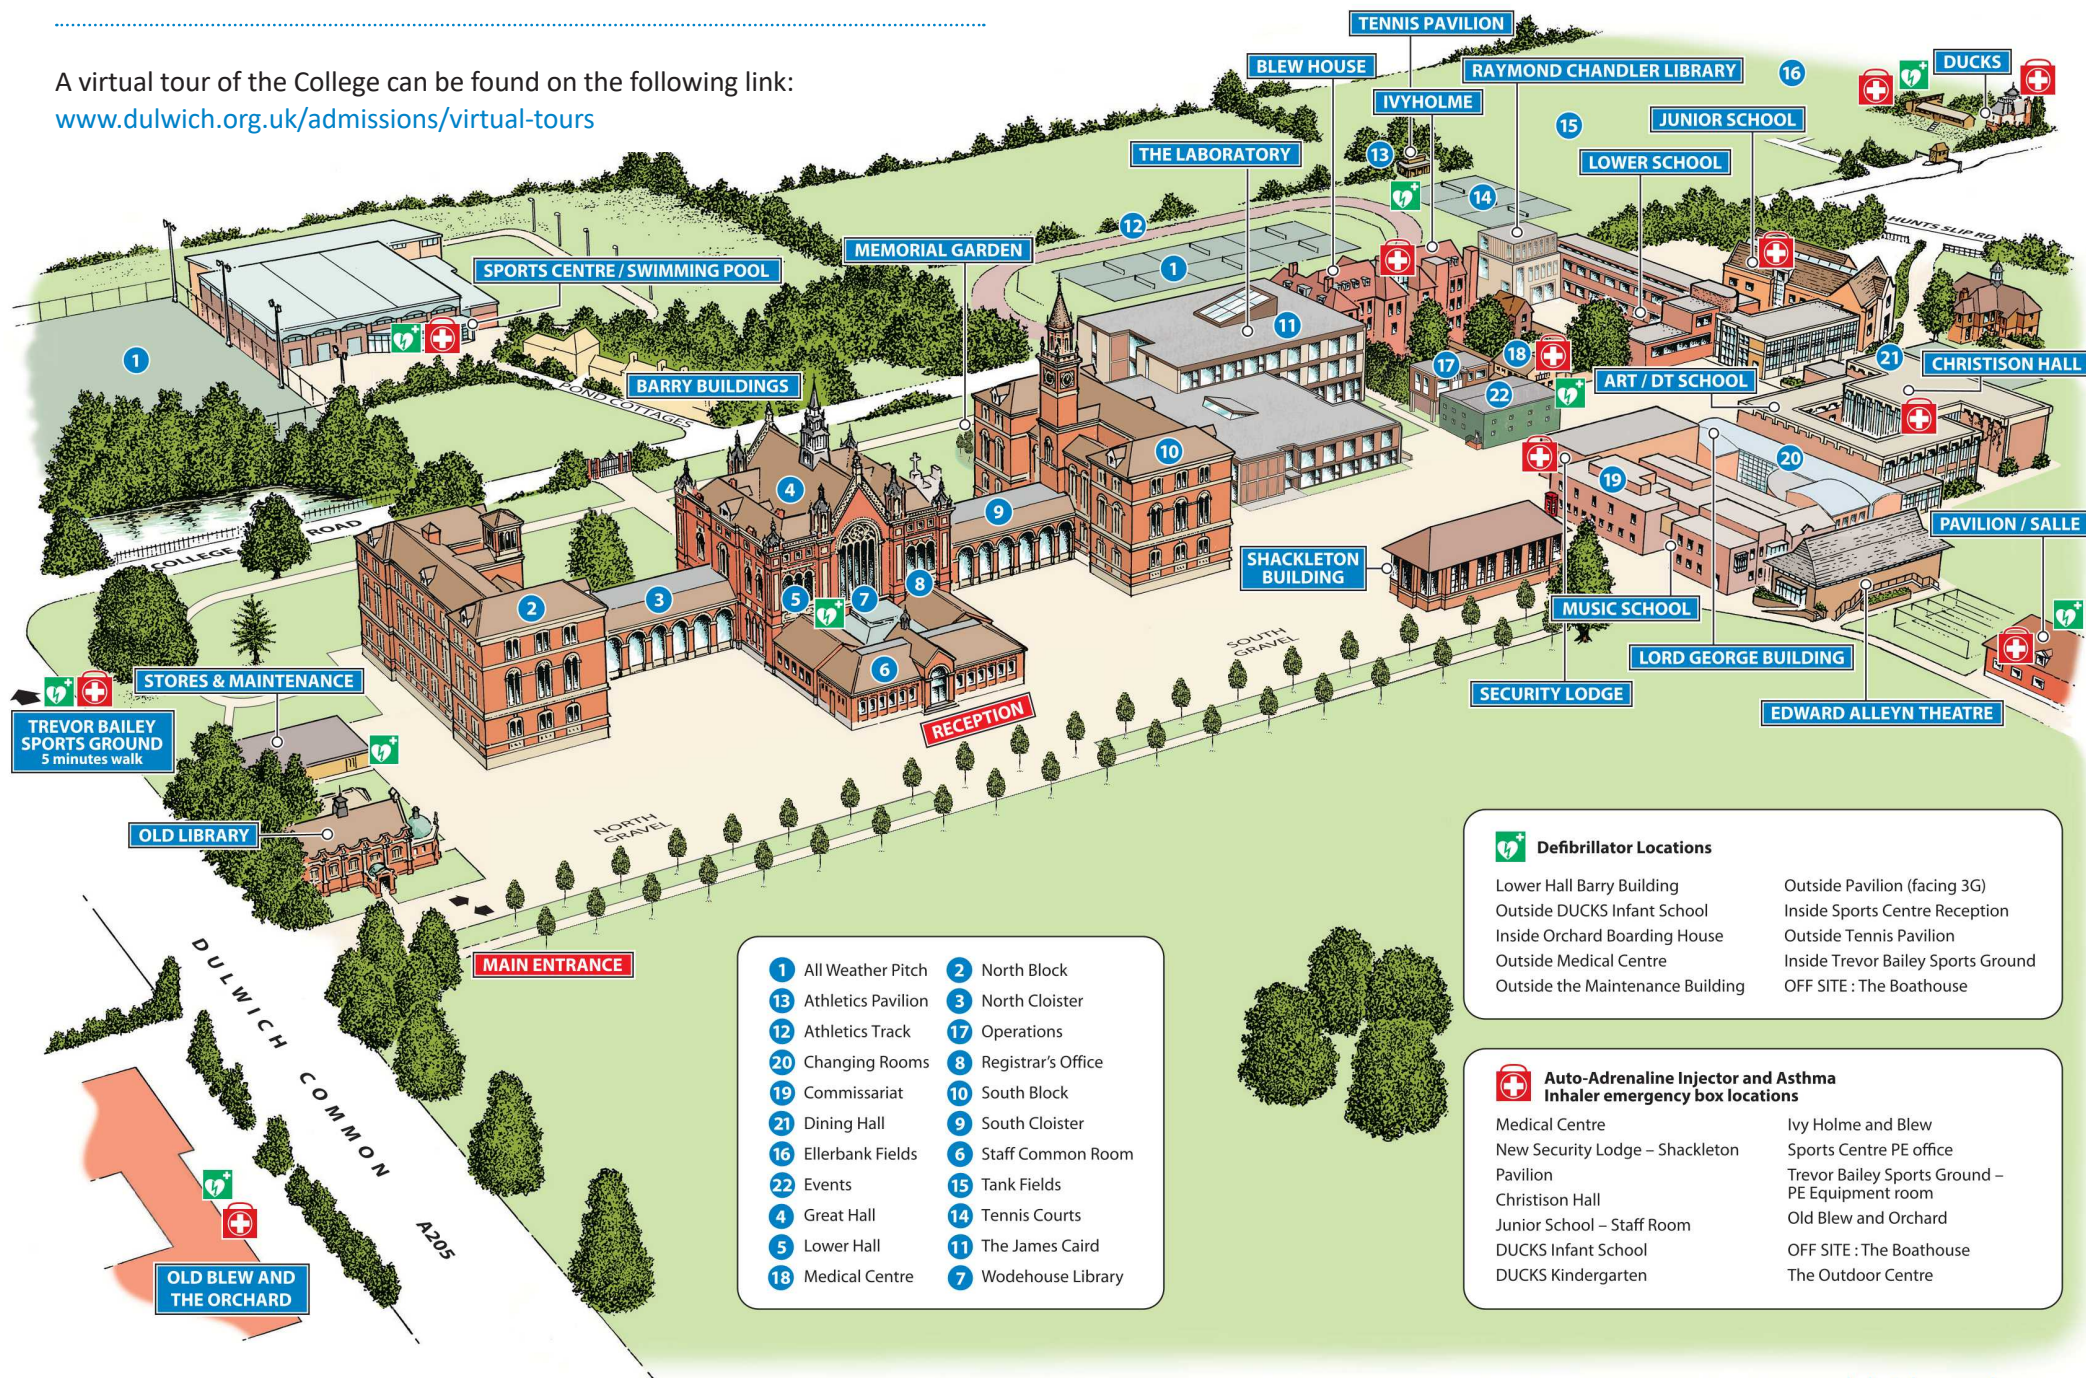 A virtual tour of the College can be found on the following link:
www.dulwich.org.uk/admissions/virtual-tours
TENNIS PAVILION
BLEW HOUSE
RAYMOND CHANDLER LIBRARY
16
DUCKS
IVYHOLME
15
JUNIOR SCHOOL
THE LABORATORY
13
LOWER SCHOOL
14
12
HUNTS SLIP RD
MEMORIAL GARDEN
SPORTS CENTRE / SWIMMING POOL
1
11
1
BARRY BUILDINGS
POND COTTAGES
17
18
21
CHRISTISON HALL
ART / DT SCHOOL
22
10
20
4
19
9
COLLEGE ROAD
PAVILION / SALLE
SHACKLETON
BUILDING
2
3
5
7
8
MUSIC SCHOOL
SOUTH
GRAVEL
LORD GEORGE BUILDING
6
STORES & MAINTENANCE
SECURITY LODGE
EDWARD ALLEYN THEATRE
RECEPTION
TREVOR BAILEY
SPORTS GROUND
5 minutes walk
OLD LIBRARY
NORTH
GRAVEL
MAIN ENTRANCE
DULWICH COMMON A205
OLD BLEW AND
THE ORCHARD
1 All Weather Pitch
13 Athletics Pavilion
12 Athletics Track
20 Changing Rooms
19 Commissariat
21 Dining Hall
16 Ellerbank Fields
22 Events
4 Great Hall
5 Lower Hall
18 Medical Centre
2 North Block
3 North Cloister
17 Operations
8 Registrar's Office
10 South Block
9 South Cloister
6 Staff Common Room
15 Tank Fields
14 Tennis Courts
11 The James Caird
7 Wodehouse Library
Defibrillator Locations
Lower Hall Barry Building
Outside DUCKS Infant School
Inside Orchard Boarding House
Outside Medical Centre
Outside the Maintenance Building
Outside Pavilion (facing 3G)
Inside Sports Centre Reception
Outside Tennis Pavilion
Inside Trevor Bailey Sports Ground
OFF SITE : The Boathouse
Auto-Adrenaline Injector and Asthma
Inhaler emergency box locations
Medical Centre
New Security Lodge – Shackleton
Pavilion
Christison Hall
Junior School – Staff Room
DUCKS Infant School
DUCKS Kindergarten
Ivy Holme and Blew
Sports Centre PE office
Trevor Bailey Sports Ground –
PE Equipment room
Old Blew and Orchard
OFF SITE : The Boathouse
The Outdoor Centre